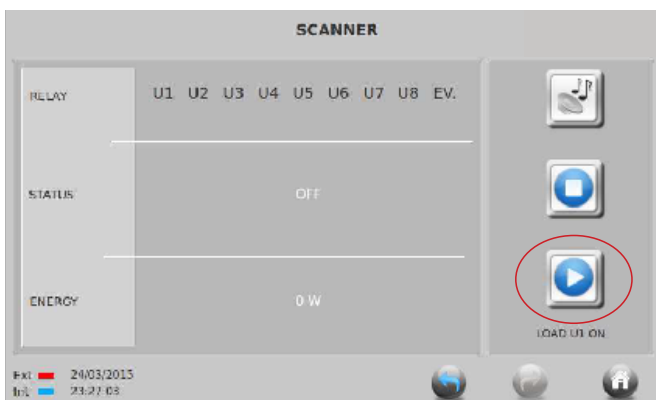 SCANNER
RELAY U1 U2 U3 U4 U5 U6 U7 U8 EV.
STATUS OFF
ENERGY 0 W
LOAD U1 ON
Ext 24/03/2015
Int 23:27:03